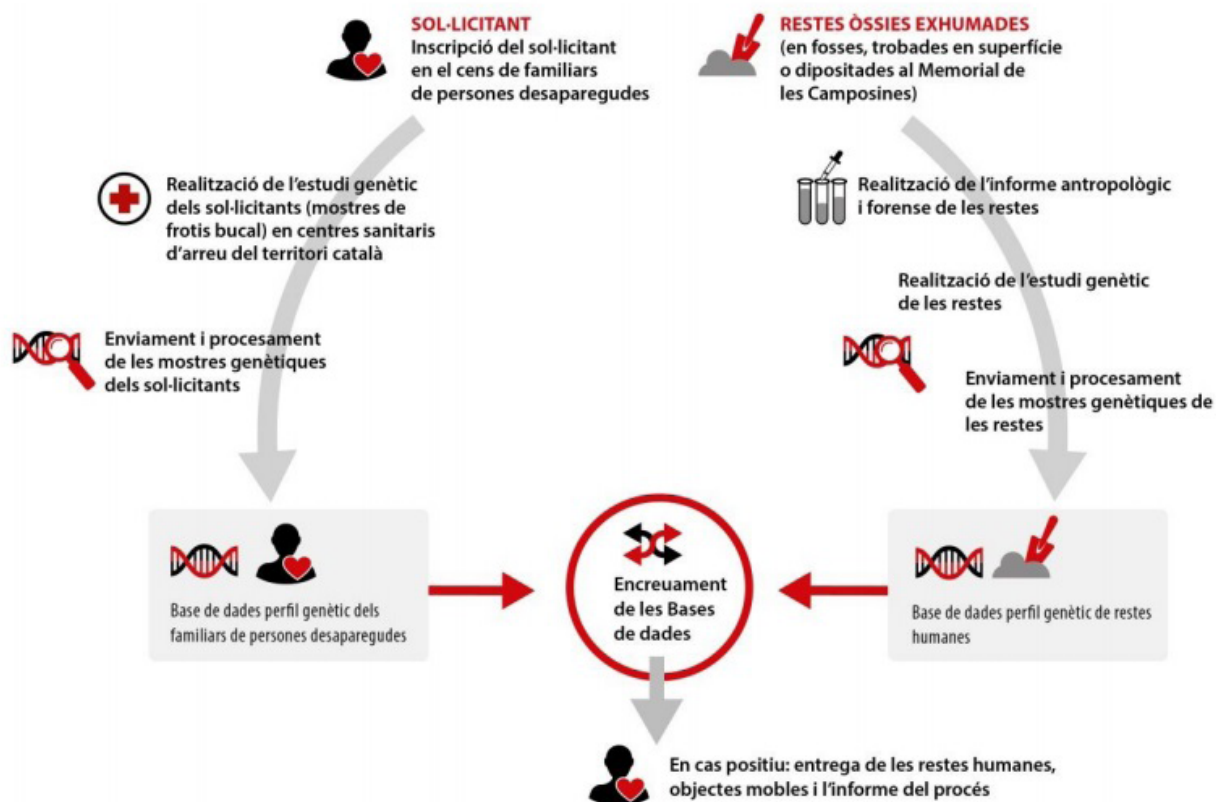 SOL·LICITANT
Inscripció del sol·licitant
en el cens de familiars
de persones desaparegudes
RESTES ÒSSIES EXHUMADES
(en fosses, trobades en superfície
o dipositades al Memorial de
les Camposines)
Realització de l'estudi genètic
dels sol·licitants (mostres de
frotis bucal) en centres sanitaris
d'arreu del territori català
Realització de l'informe antropològic
i forense de les restes
Realització de l'estudi genètic
de les restes
Enviament i procesament
de les mostres genètiques
dels sol·licitants
Enviament i procesament
de les mostres genètiques de
les restes
Base de dades perfil genètic dels
familiars de persones desaparegudes
Encreuament
de les Bases
de dades
Base de dades perfil genètic de restes
humanes
En cas positiu: entrega de les restes humanes,
objectes mobles i l'informe del procés